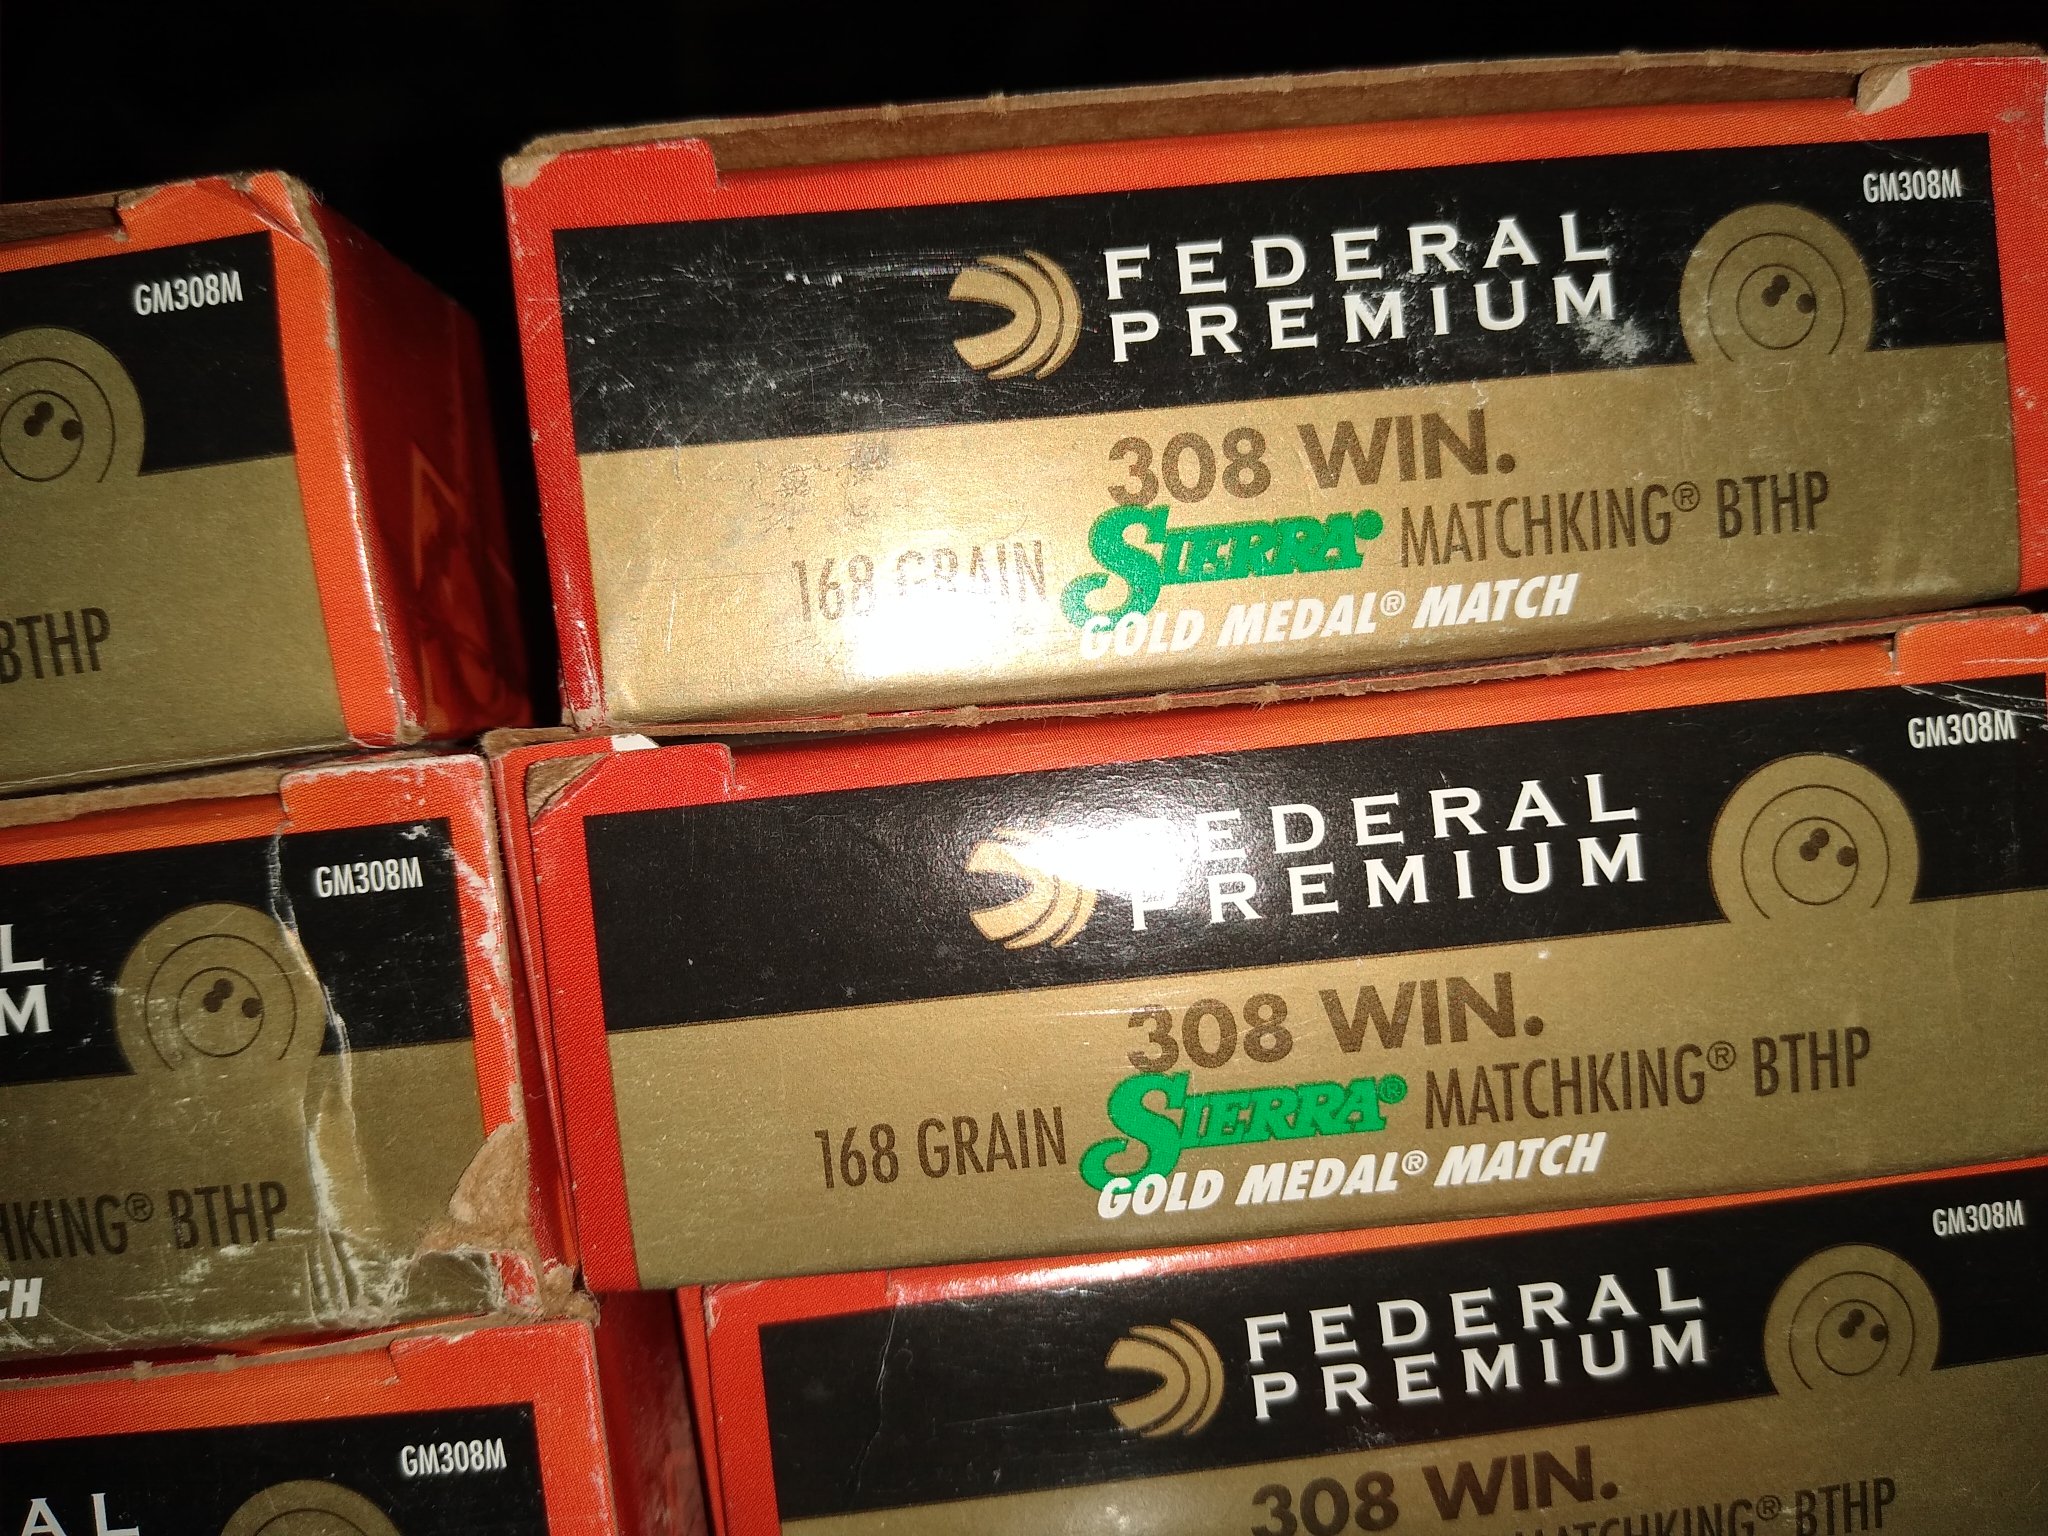 GM308M
BTHP
GM308M
FEDERAL
PREMIUM
308 WIN.
168 GRAIN SIERRA® MATCHKING® BTHP
GOLD MEDAL® MATCH
L
M
GM308M
HKING® BTHP
CH
GM308M
FEDERAL
PREMIUM
308 WIN.
168 GRAIN SIERRA® MATCHKING® BTHP
GOLD MEDAL® MATCH
AL
GM308M
GM308M
FEDERAL
PREMIUM
308 WIN.
MATCHKING® BTHP